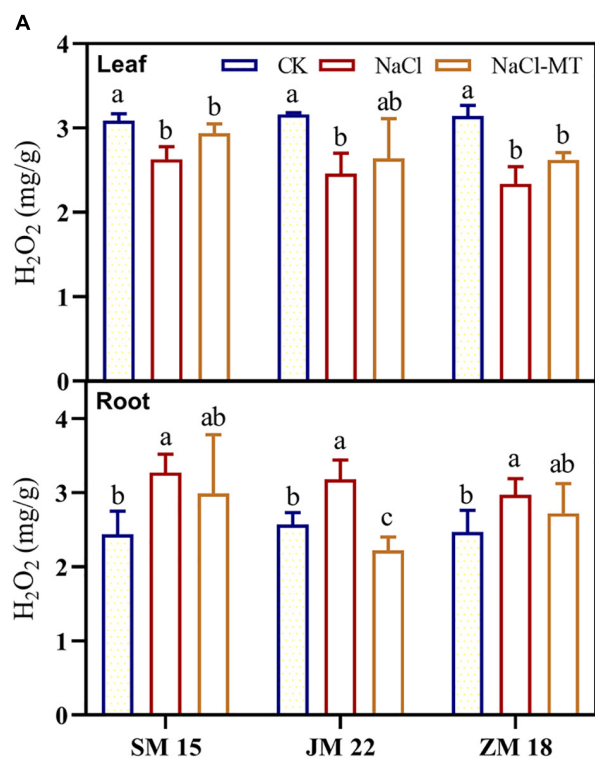 A
Leaf CK NaCl NaCl-MT
H₂O₂ (mg/g)
4
3
2
1
0
a b b a b ab a b b
Root
H₂O₂ (mg/g)
4
3
2
1
0
b a ab b a c b a ab
SM 15 JM 22 ZM 18